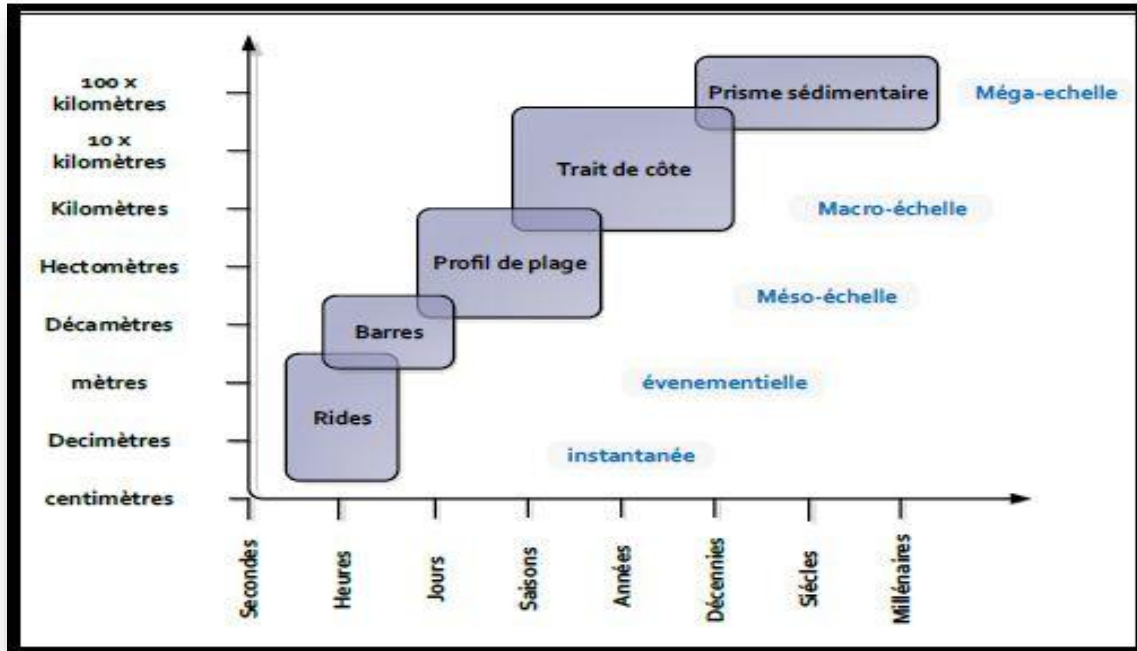 100 x
kilomètres
Prisme sédimentaire
Méga-echelle
10 x
kilomètres
Trait de côte
Kilomètres
Macro-échelle
Hectomètres
Profil de plage
Méso-échelle
Décamètres
Barres
mètres
évenementielle
Rides
Decimètres
instantanée
centimètres
Secondes
Heures
Jours
Saisons
Années
Décennies
Siécles
Millénaires